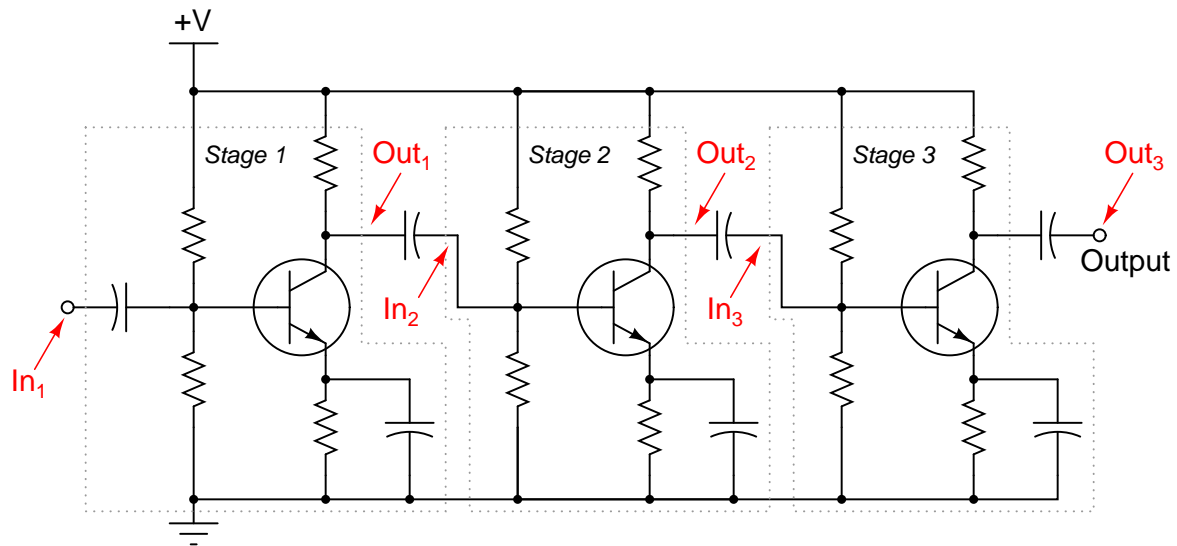 +V
Stage 1
Out₁
Stage 2
Out₂
Stage 3
Out₃
Output
In₁
In₂
In₃